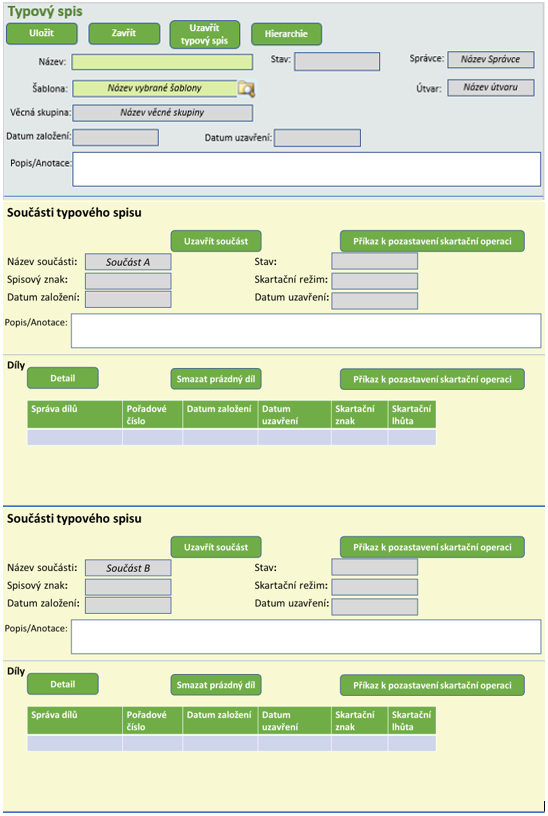 Typový spis
Uložit Zavřít Uzavřít typový spis Hierarchie
Název: Stav: Správce: Název Správce
Šablona: Název vybrané šablony Útvar: Název útvaru
Věcná skupina: Název věcné skupiny
Datum založení: Datum uzavření:
Popis/Anotace:
Součásti typového spisu
Uzavřít součást Příkaz k pozastavení skartační operaci
Název součásti: Součást A Stav:
Spisový znak: Skartační režim:
Datum založení: Datum uzavření:
Popis/Anotace:
Díly
Detail Smazat prázdný díl Příkaz k pozastavení skartační operaci
Správa dílů Pořadové číslo Datum založení Datum uzavření Skartační znak Skartační lhůta
Součásti typového spisu
Uzavřít součást Příkaz k pozastavení skartační operaci
Název součásti: Součást B Stav:
Spisový znak: Skartační režim:
Datum založení: Datum uzavření:
Popis/Anotace:
Díly
Detail Smazat prázdný díl Příkaz k pozastavení skartační operaci
Správa dílů Pořadové číslo Datum založení Datum uzavření Skartační znak Skartační lhůta